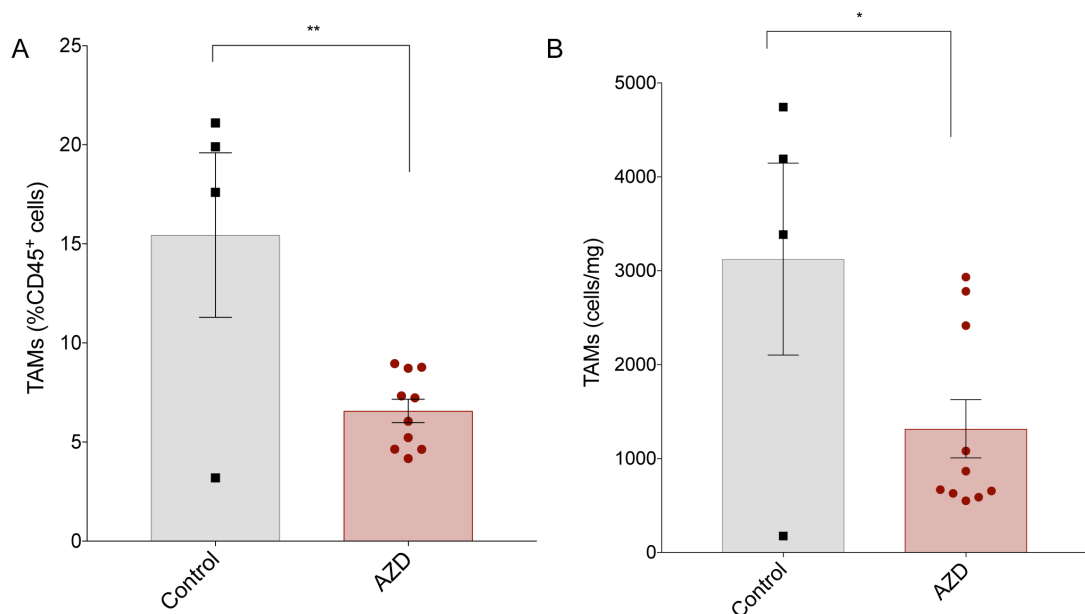 A
**
25
20
15
10
5
0
TAMs (%CD45⁺ cells)
Control
AZD
B
*
5000
4000
3000
2000
1000
0
TAMs (cells/mg)
Control
AZD